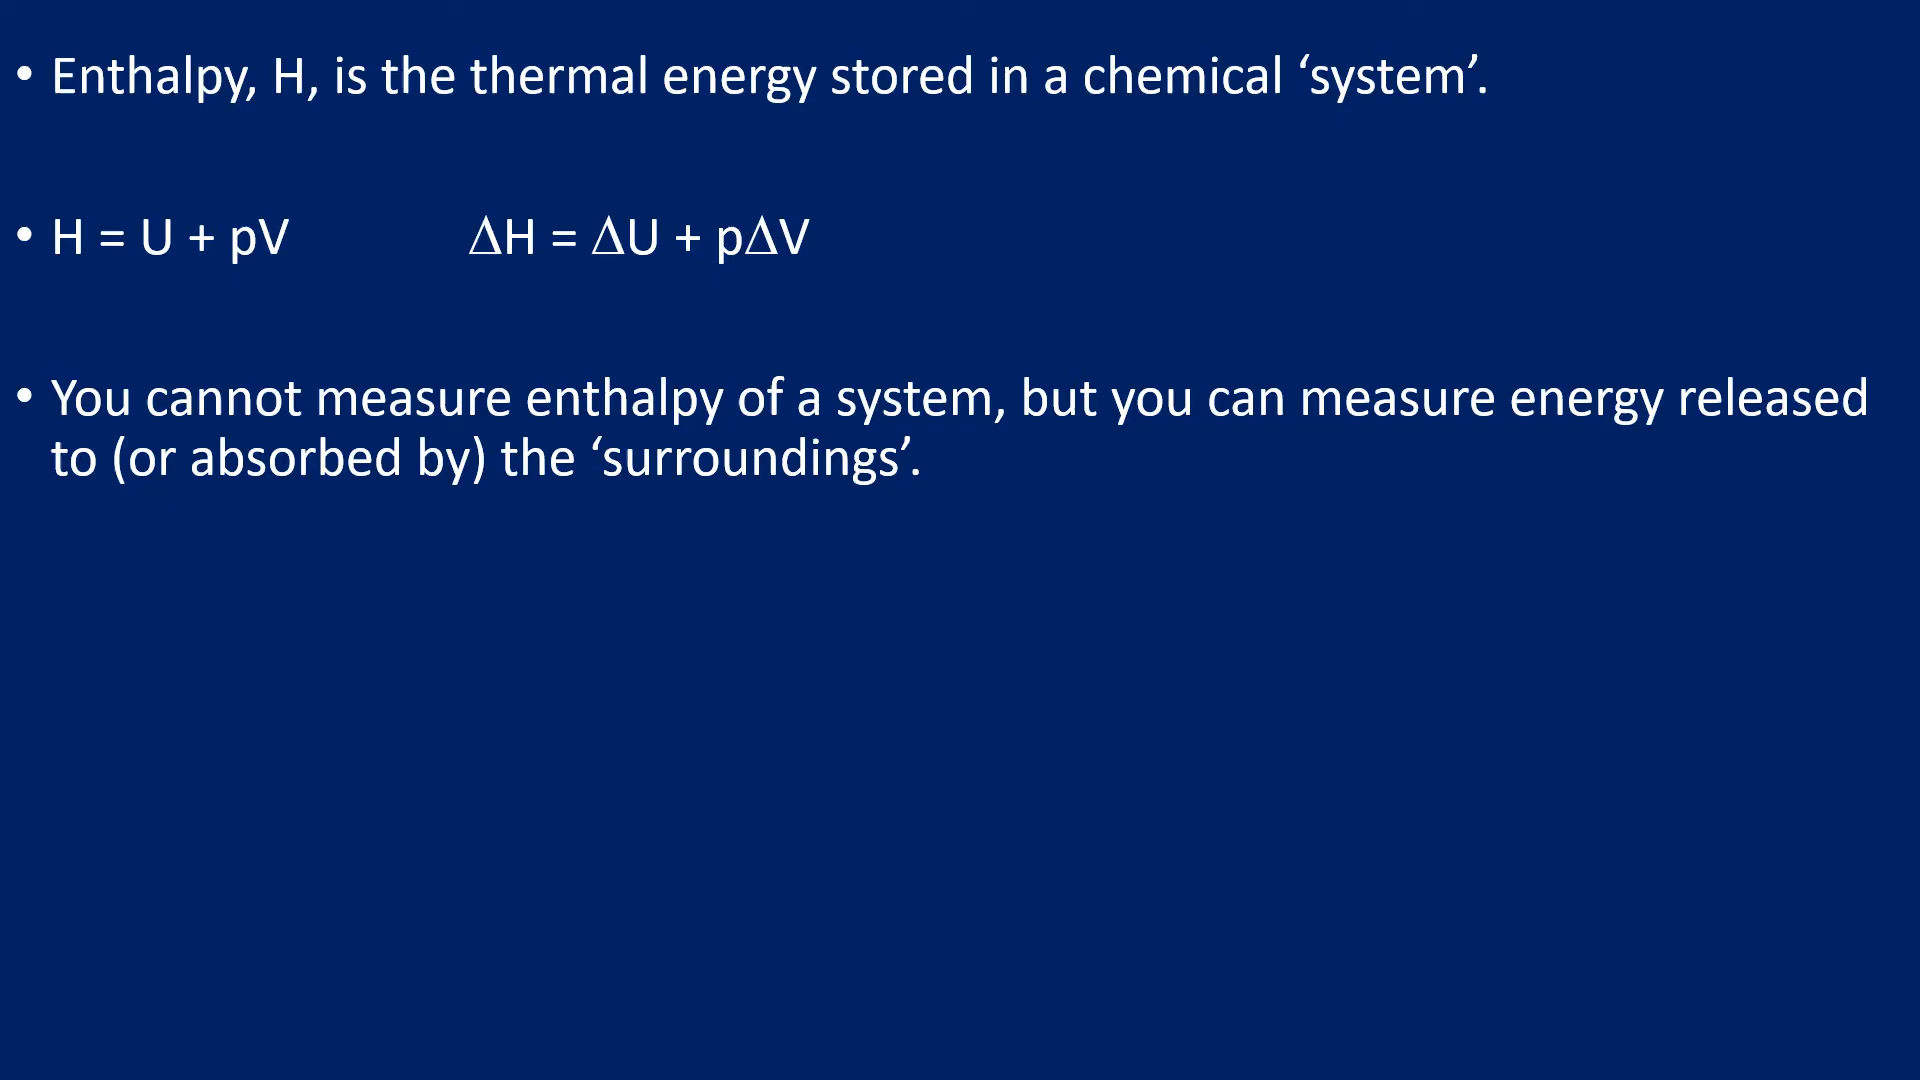 • Enthalpy, H, is the thermal energy stored in a chemical ‘system’.
• H = U + pV ΔH = ΔU + pΔV
• You cannot measure enthalpy of a system, but you can measure energy released
to (or absorbed by) the ‘surroundings’.